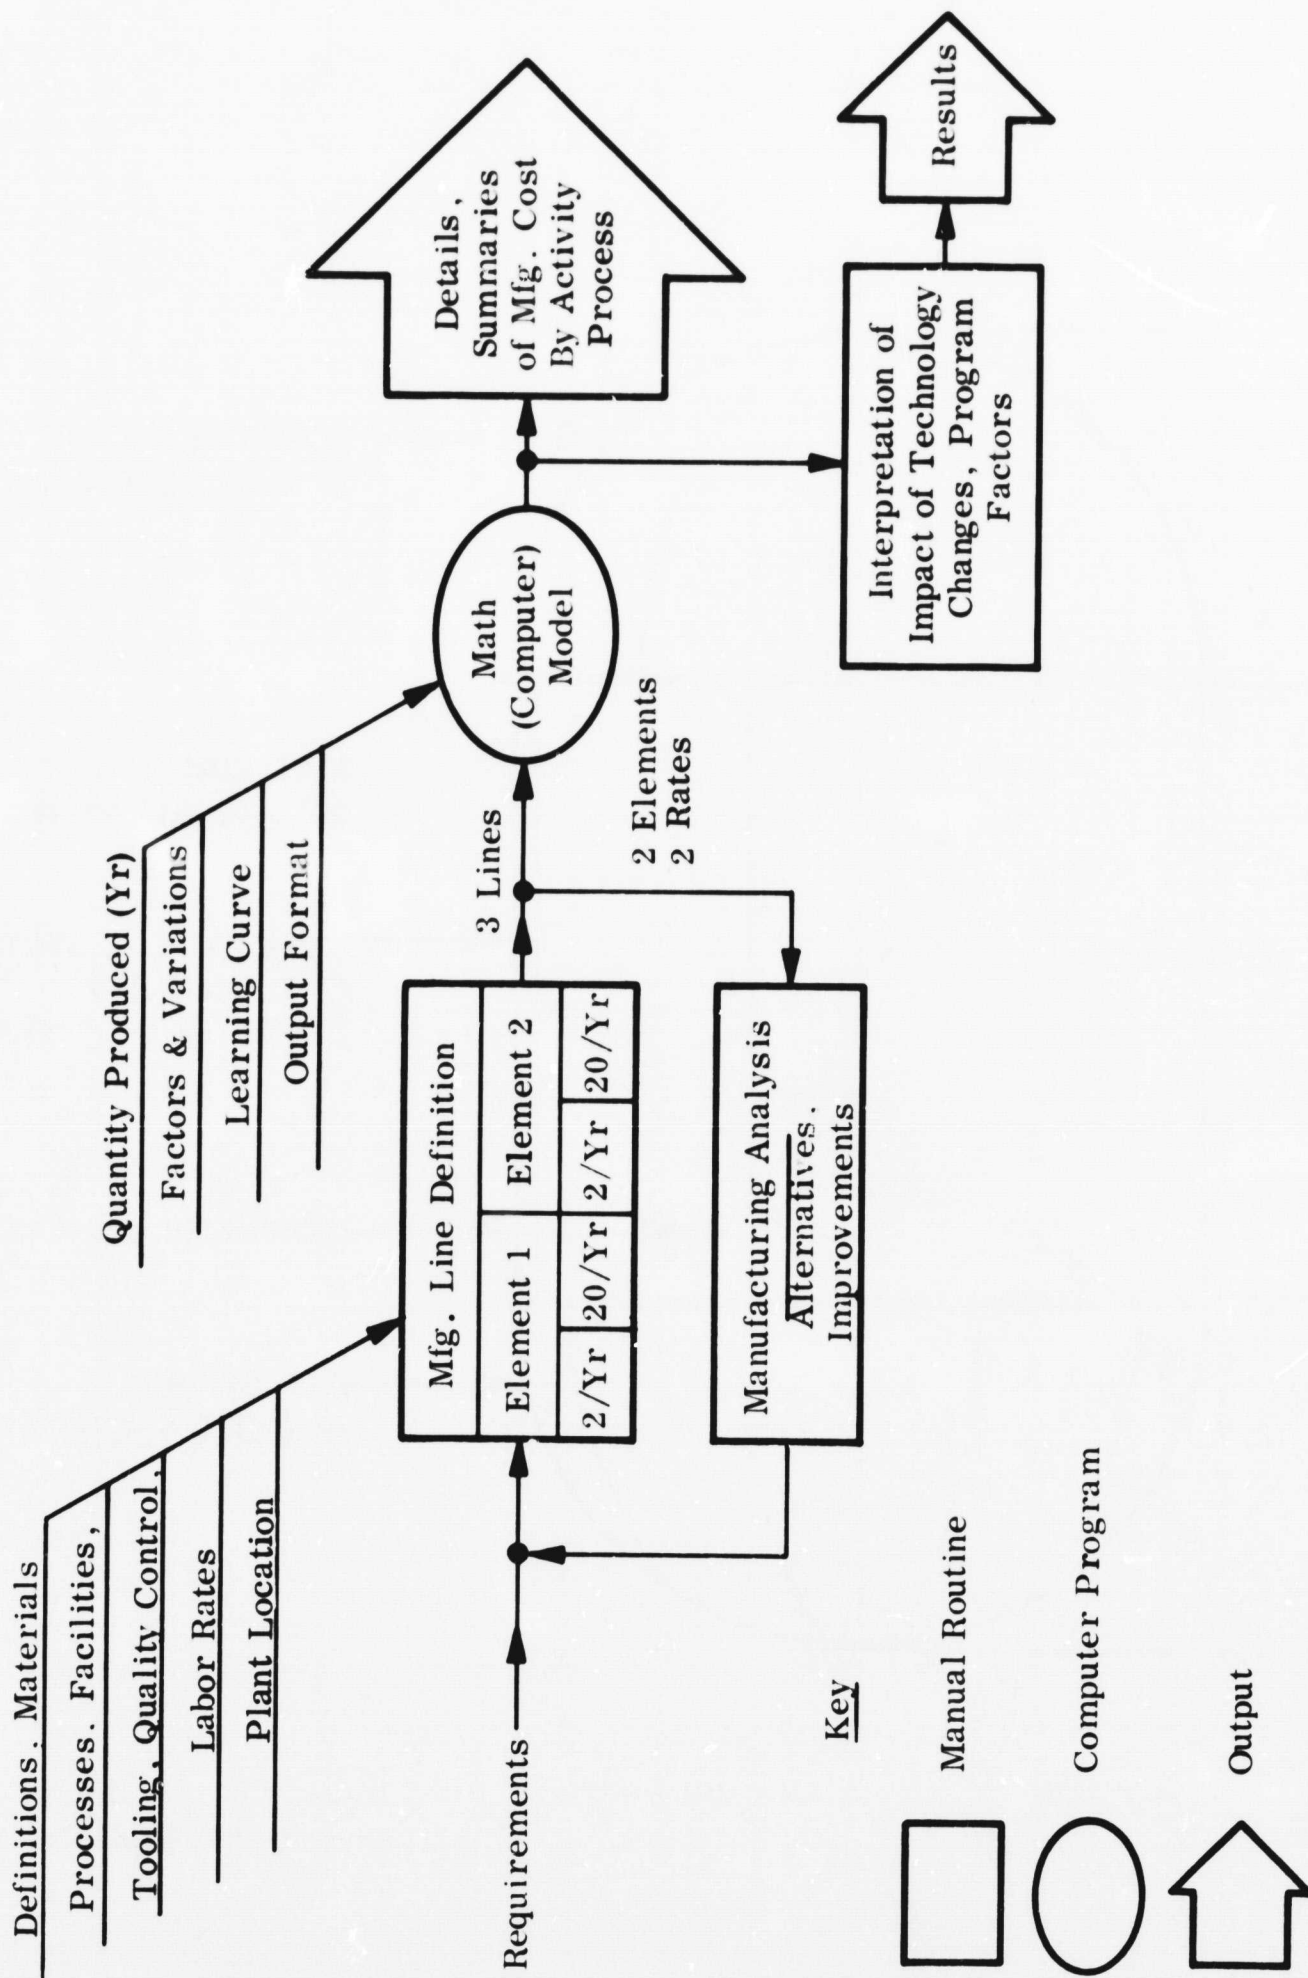 Definitions. Materials
Processes. Facilities,
Tooling, Quality Control,
Labor Rates
Plant Location
Quantity Produced (Yr)
Factors & Variations
Learning Curve
Output Format
Requirements
Mfg. Line Definition
Element 1 Element 2
2/Yr 20/Yr 2/Yr 20/Yr
3 Lines
2 Elements
2 Rates
Math
(Computer)
Model
Details,
Summaries
of Mfg. Cost
By Activity
Process
Manufacturing Analysis
Alternatives.
Improvements
Interpretation of
Impact of Technology
Changes, Program
Factors
Results
Key
Manual Routine
Computer Program
Output